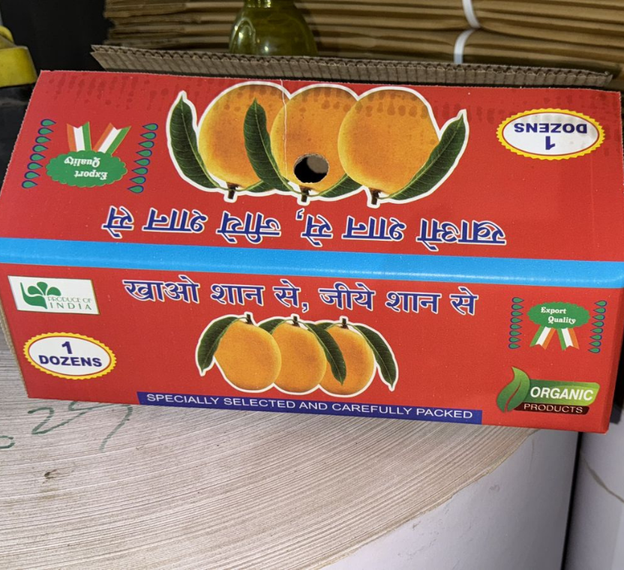 1
DOZENS
Export
Quality
खाओ शान से, जीये शान से
PRODUCE OF
INDIA
खाओ शान से, जीये शान से
Export
Quality
1
DOZENS
ORGANIC
PRODUCTS
SPECIALLY SELECTED AND CAREFULLY PACKED